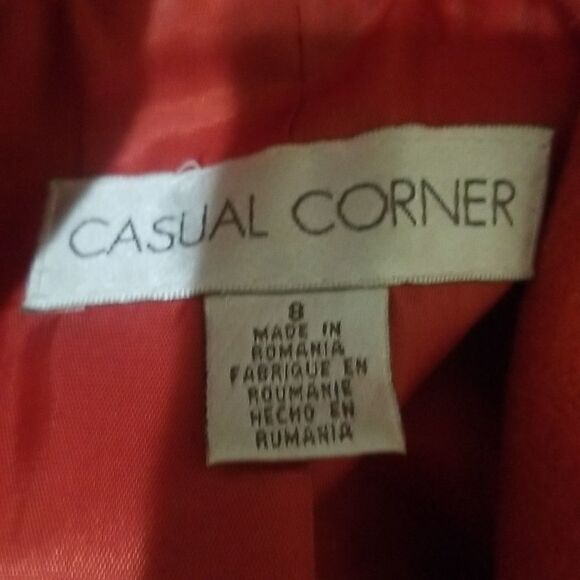 CASUAL CORNER
8
MADE IN
ROMANIA
FABRIQUE EN
ROUMANIE
HECHO EN
RUMANIA